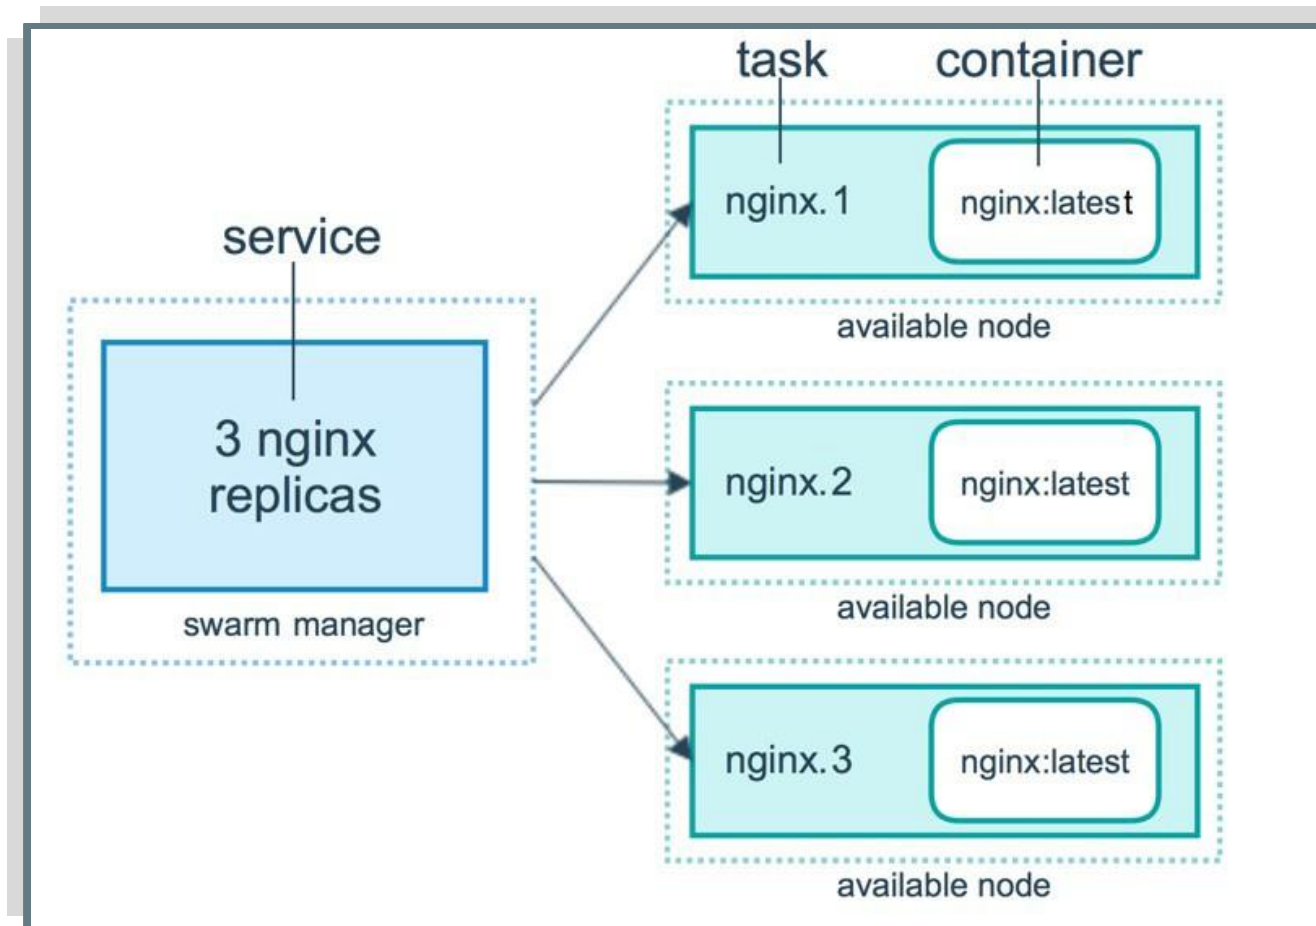 task
container
service
nginx.1
nginx:latest
available node
3 nginx
replicas
swarm manager
nginx.2
nginx:latest
available node
nginx.3
nginx:latest
available node